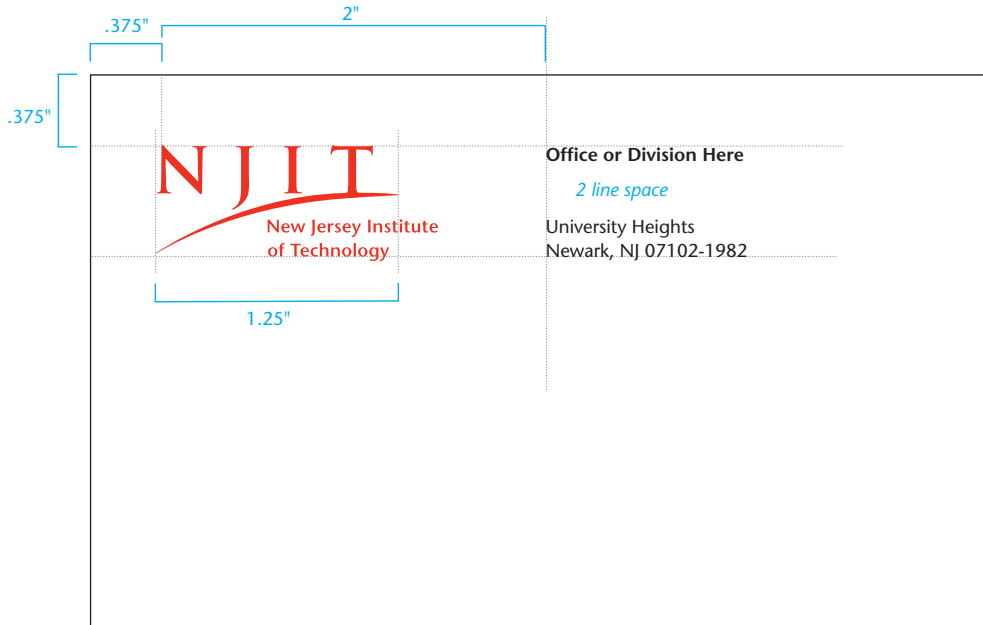 2"
.375"
.375"
NJIT
New Jersey Institute
of Technology
Office or Division Here
2 line space
University Heights
Newark, NJ 07102-1982
1.25"